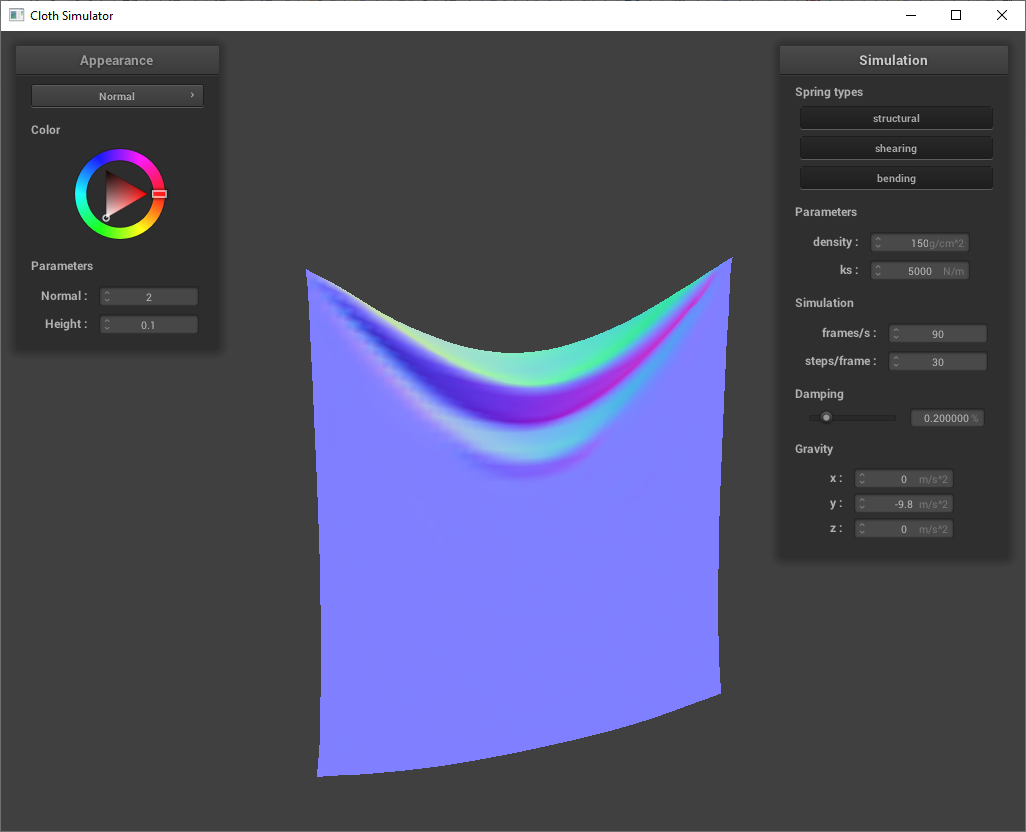 Cloth Simulator
Appearance
Normal
Color
Parameters
Normal : 2
Height : 0.1
Simulation
Spring types
structural
shearing
bending
Parameters
density : 150g/cm^2
ks : 5000 N/m
Simulation
frames/s : 90
steps/frame : 30
Damping
0.200000 %
Gravity
x : 0 m/s^2
y : -9.8 m/s^2
z : 0 m/s^2